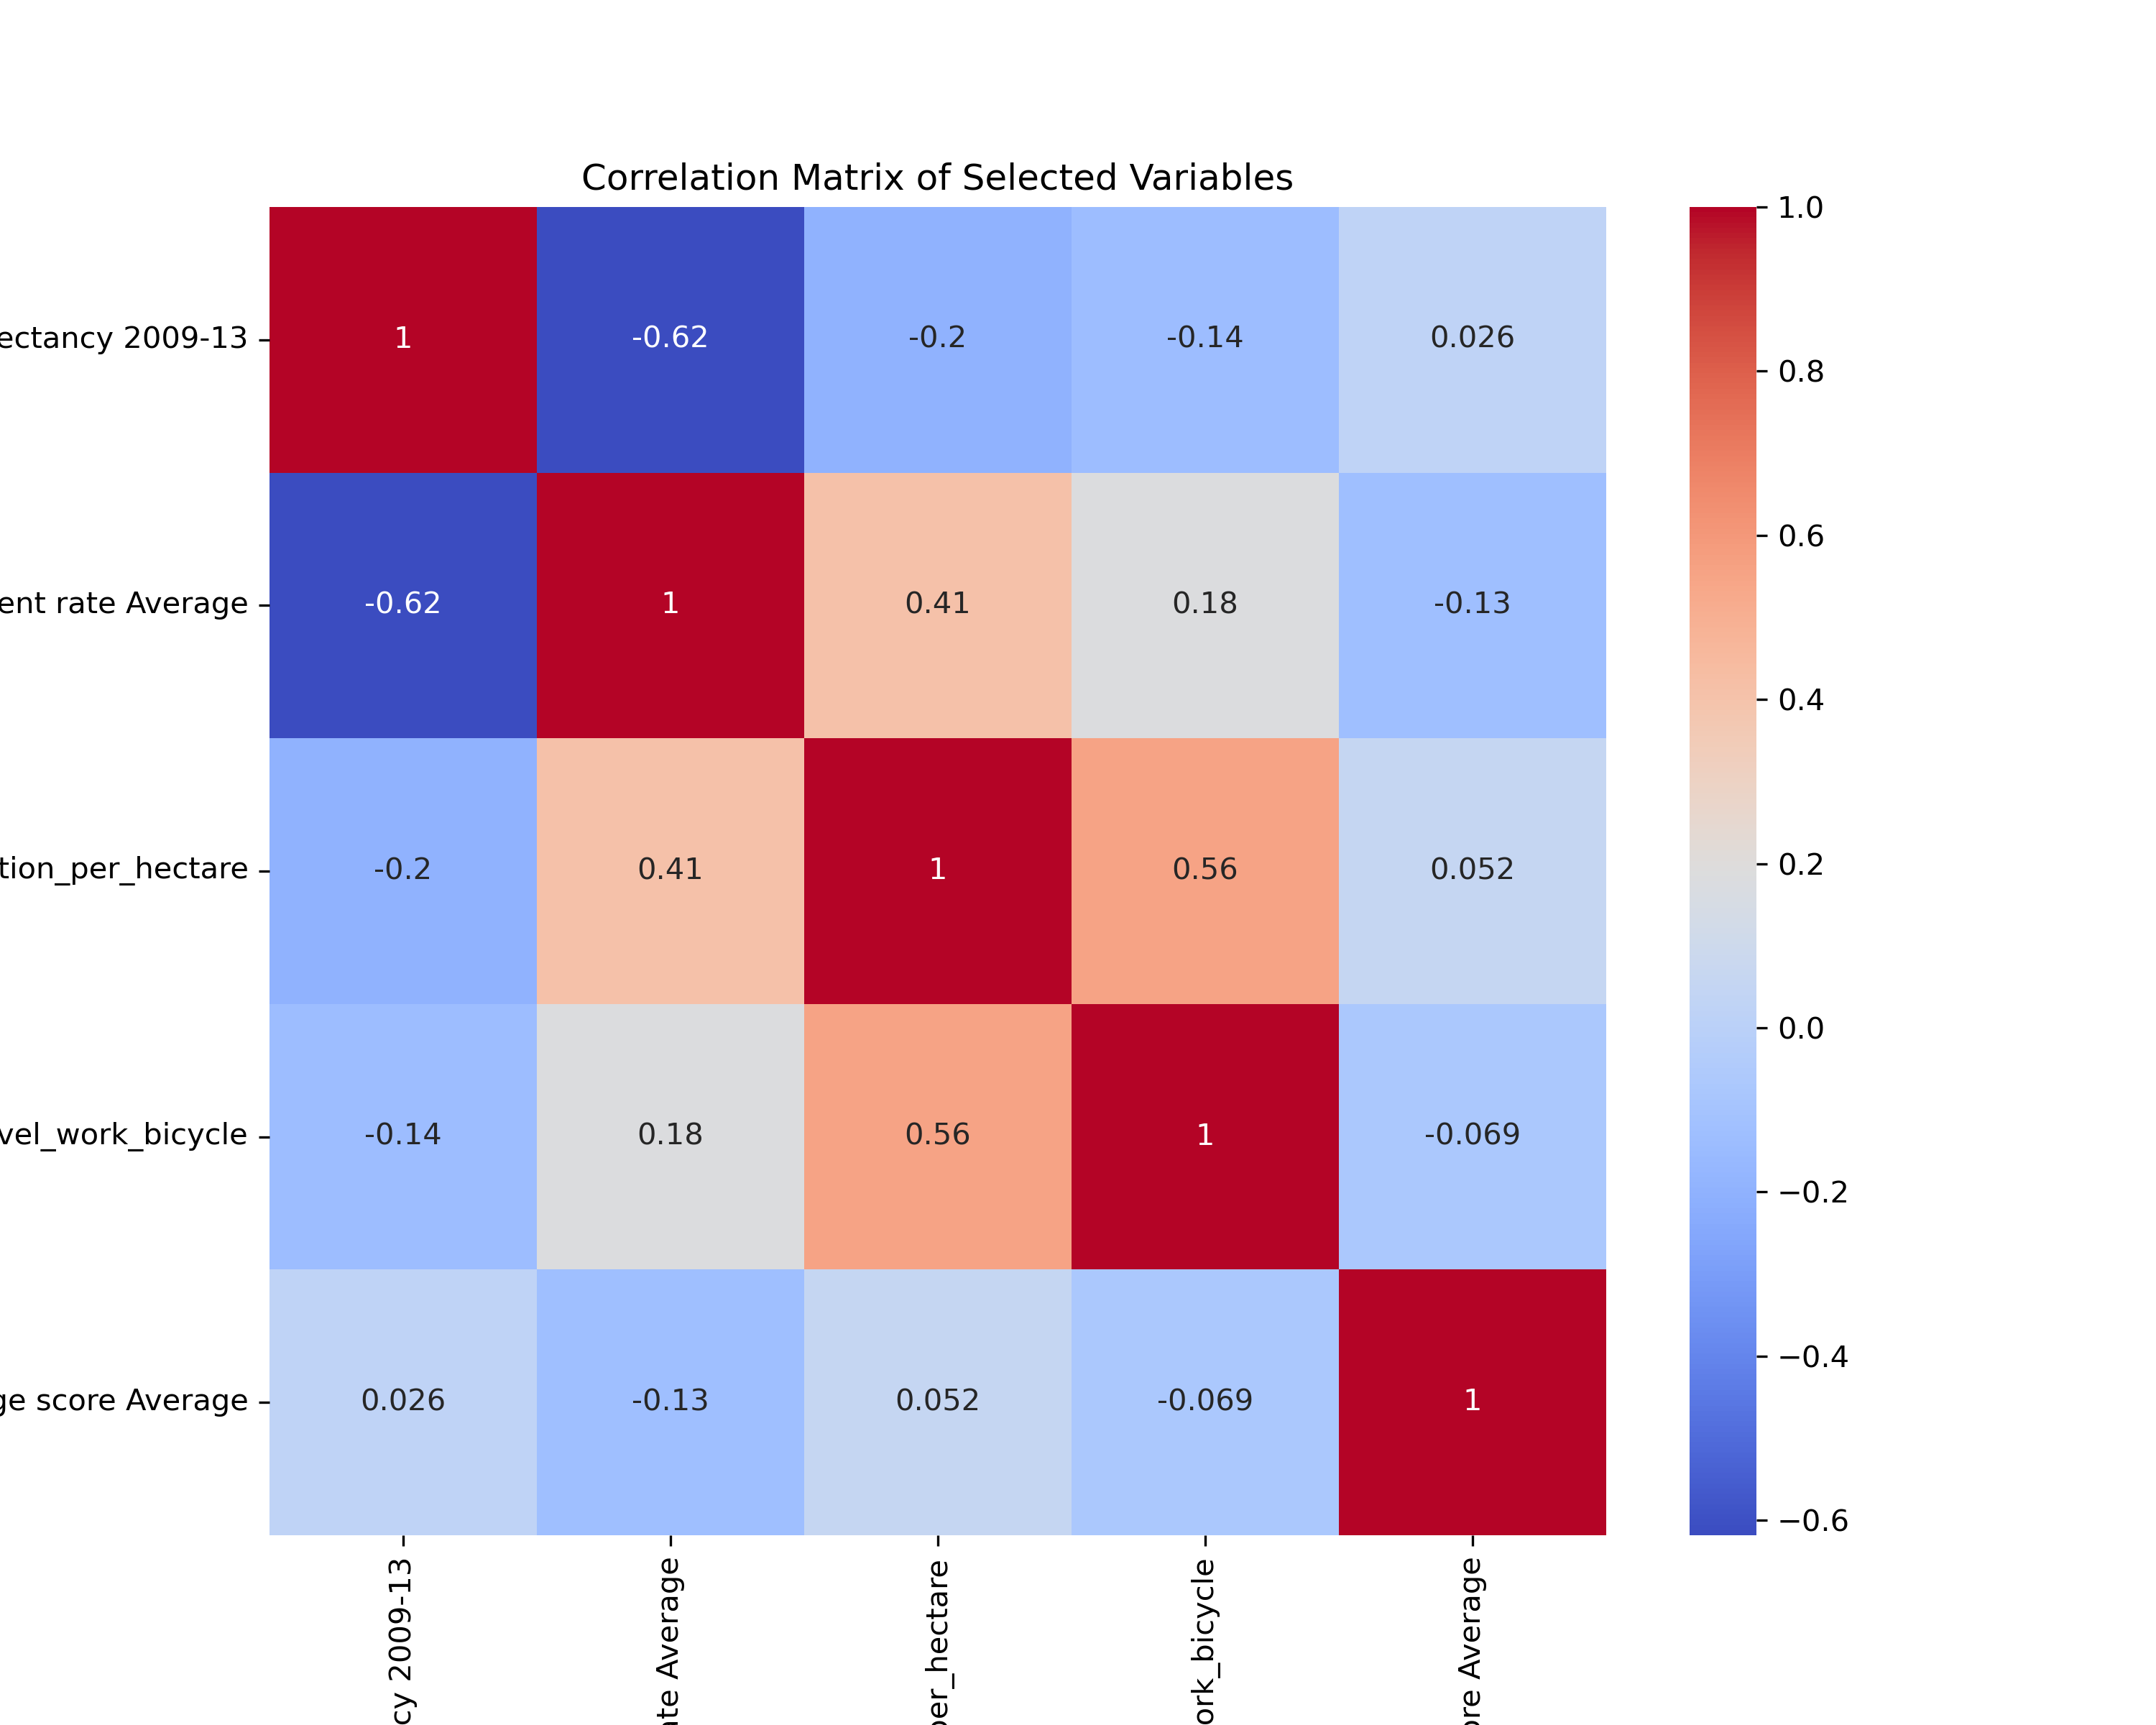 Correlation Matrix of Selected Variables
ectancy 2009-13 1 -0.62 -0.2 -0.14 0.026
ent rate Average -0.62 1 0.41 0.18 -0.13
tion_per_hectare -0.2 0.41 1 0.56 0.052
vel_work_bicycle -0.14 0.18 0.56 1 -0.069
ge score Average 0.026 -0.13 0.052 -0.069 1
cy 2009-13
ate Average
per_hectare
ork_bicycle
ore Average
1.0
0.8
0.6
0.4
0.2
0.0
−0.2
−0.4
−0.6